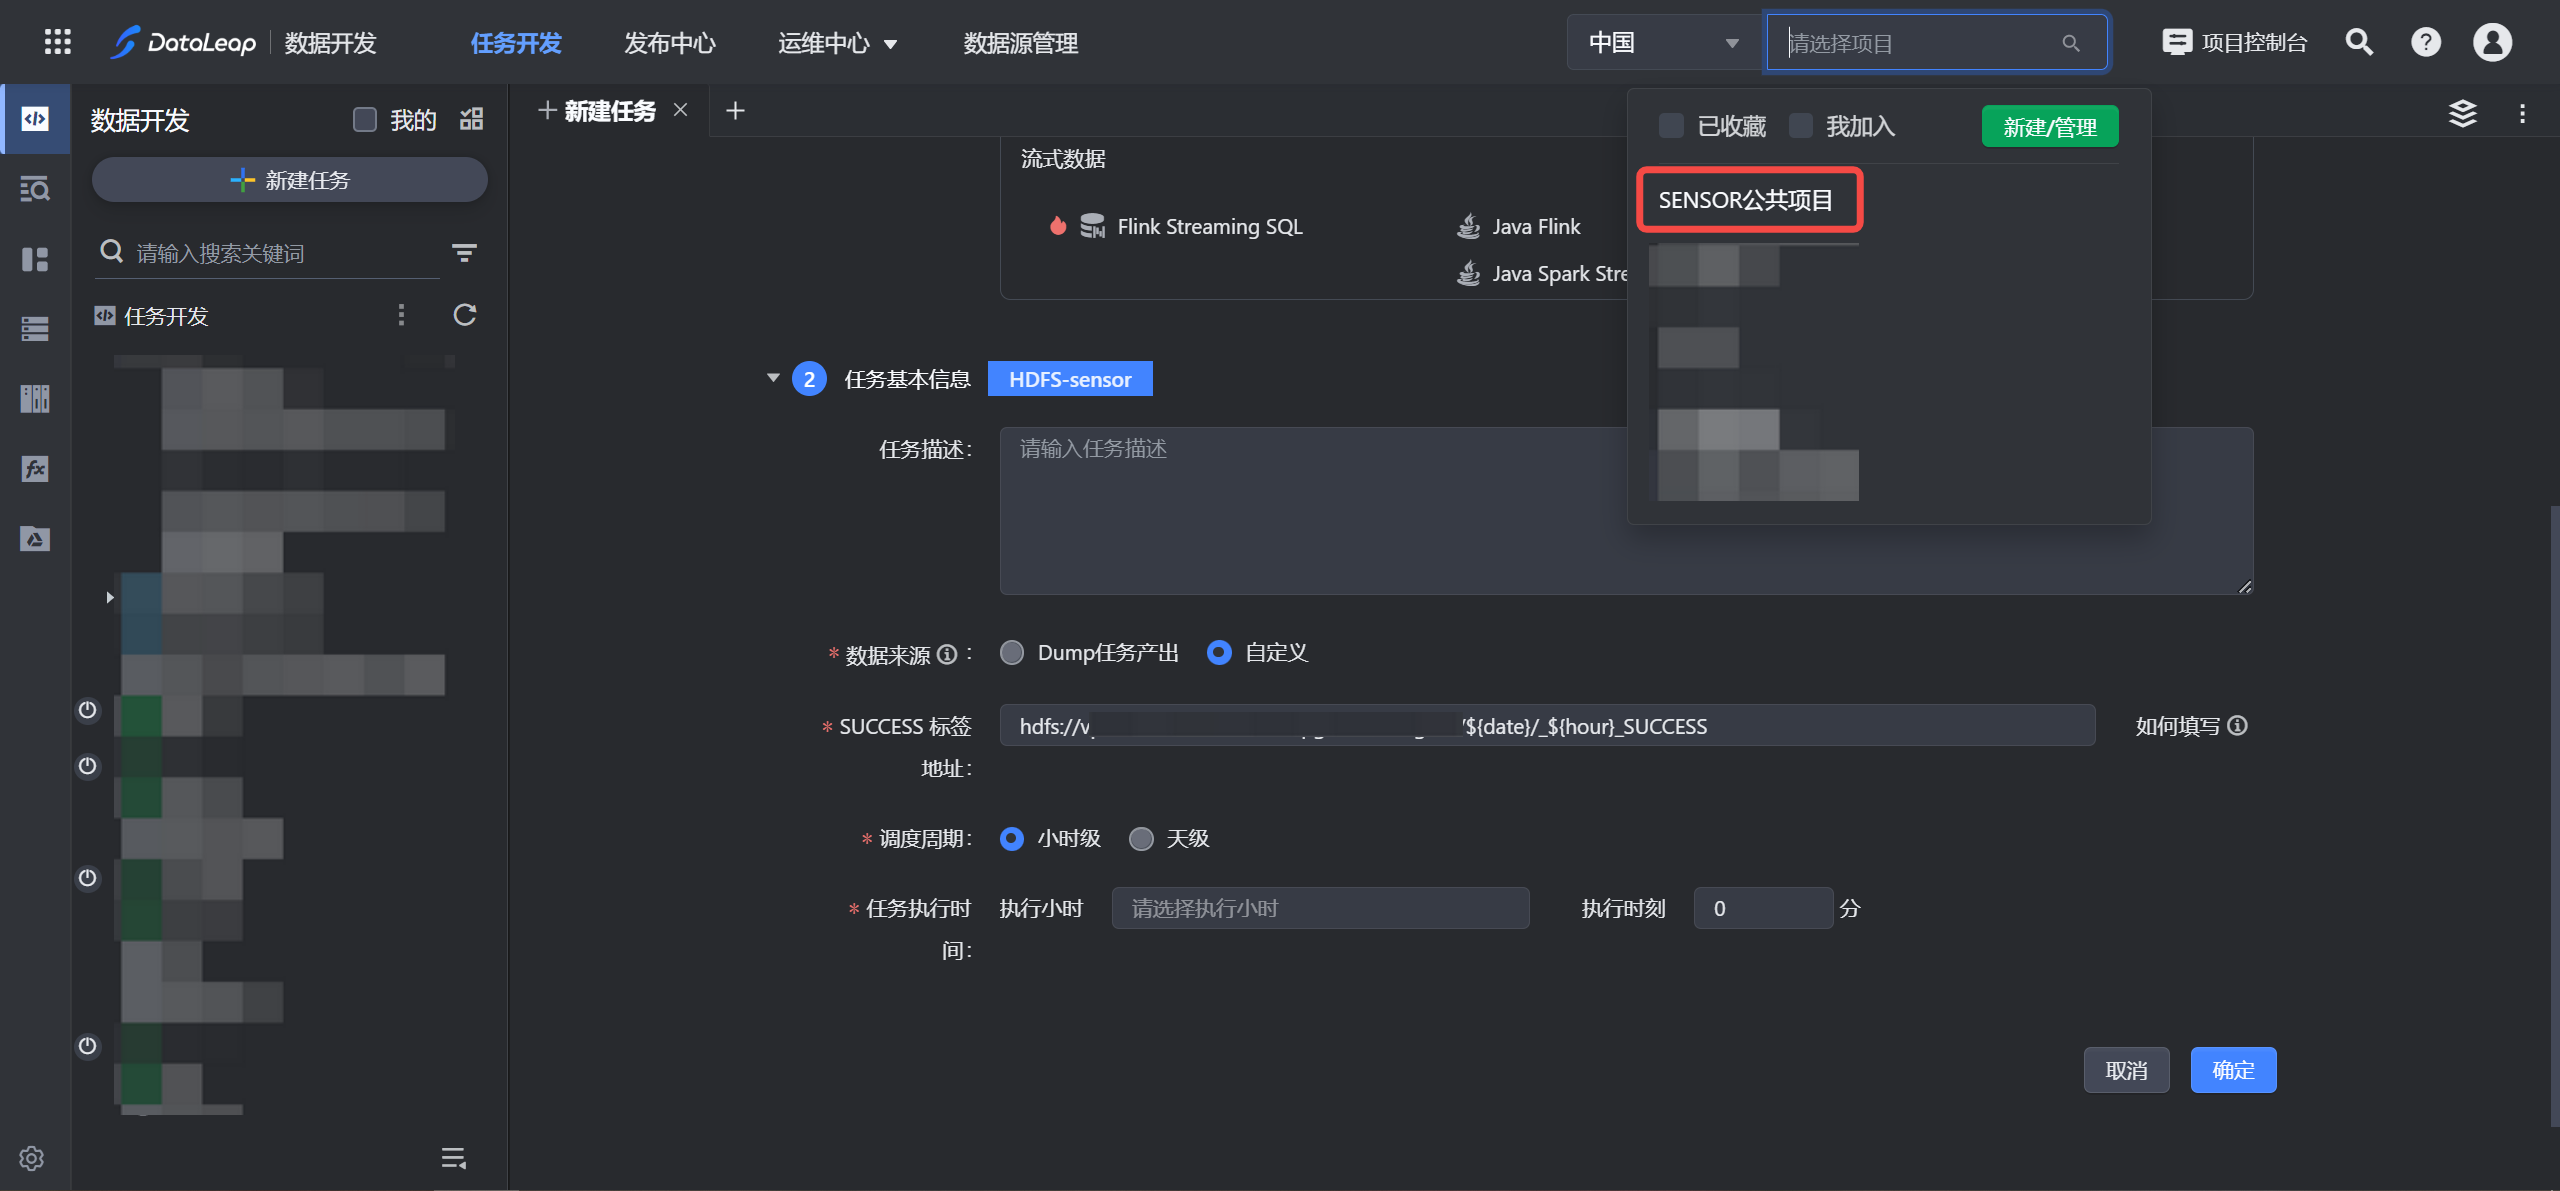 DataLeap 数据开发 任务开发 发布中心 运维中心 数据源管理 中国 请选择项目 项目控制台
数据开发 我的
新建任务
请输入搜索关键词
任务开发
新建任务
流式数据
Flink Streaming SQL Java Flink
Java Spark Stre
已收藏 我加入 新建/管理
SENSOR公共项目
2 任务基本信息 HDFS-sensor
任务描述： 请输入任务描述
* 数据来源 ： Dump任务产出 自定义
* SUCCESS 标签 hdfs://v /${date}/_${hour}_SUCCESS 如何填写
地址：
* 调度周期： 小时级 天级
* 任务执行时 执行小时 请选择执行小时 执行时刻 0 分
间：
取消 确定